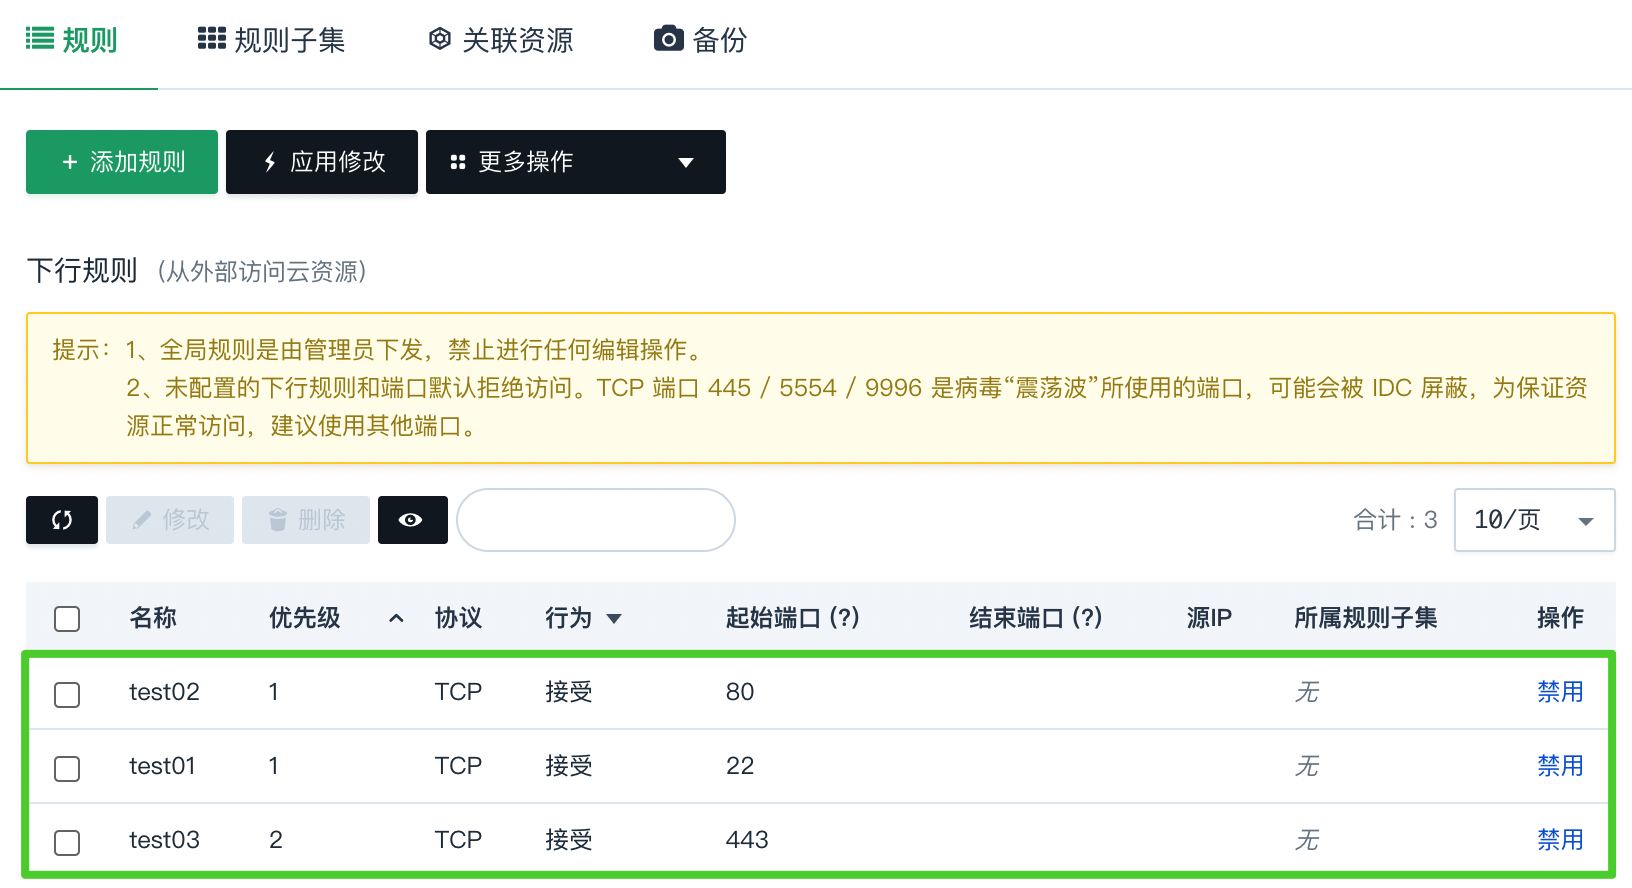 规则 规则子集 关联资源 备份
+ 添加规则 应用修改 更多操作
下行规则 (从外部访问云资源)
提示：1、全局规则是由管理员下发，禁止进行任何编辑操作。
2、未配置的下行规则和端口默认拒绝访问。TCP 端口 445 / 5554 / 9996 是病毒“震荡波”所使用的端口，可能会被 IDC 屏蔽，为保证资
源正常访问，建议使用其他端口。
修改 删除 合计 : 3 10/页
名称 优先级 协议 行为 起始端口 (?) 结束端口 (?) 源IP 所属规则子集 操作
test02 1 TCP 接受 80 无 禁用
test01 1 TCP 接受 22 无 禁用
test03 2 TCP 接受 443 无 禁用